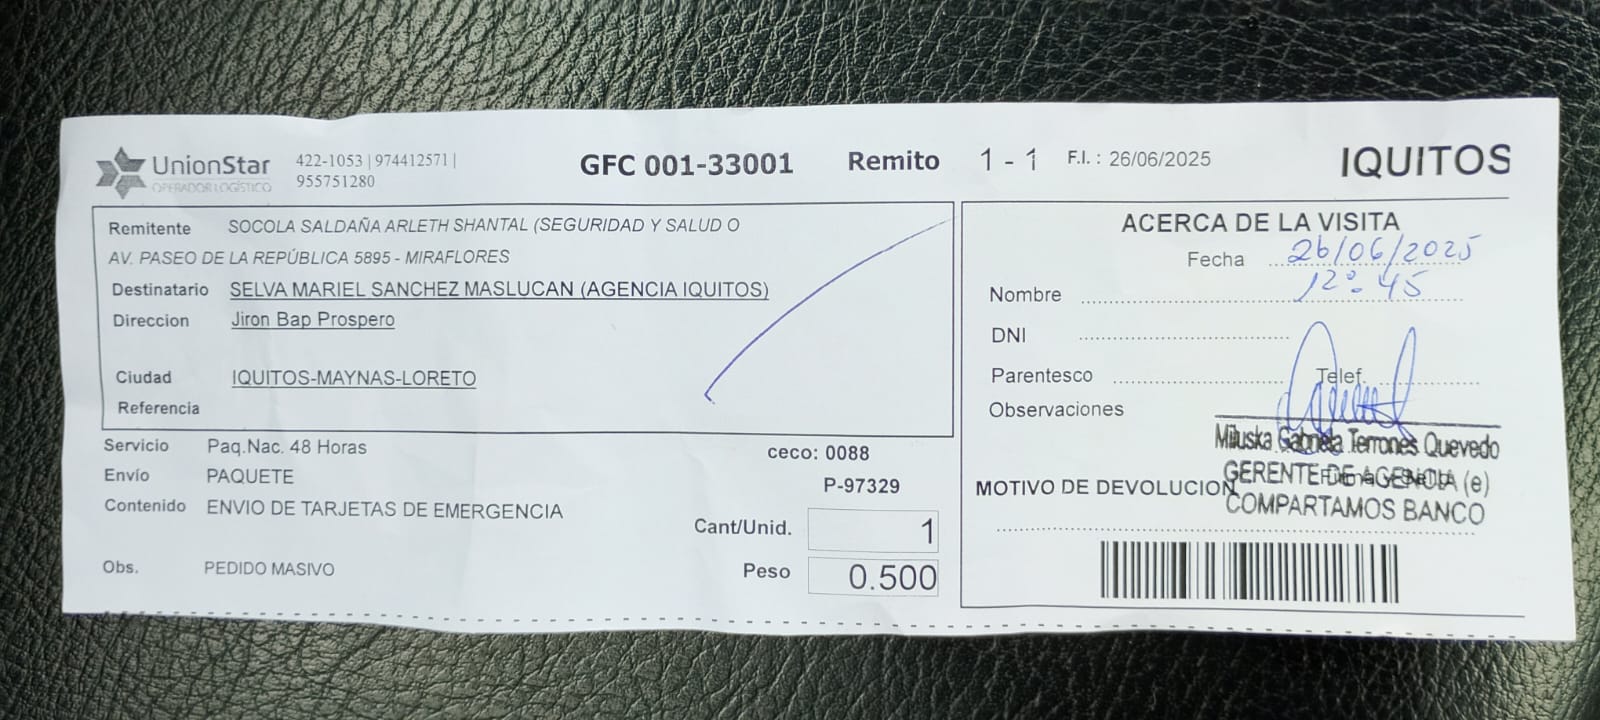 UnionStar
OPERADOR LOGÍSTICO
422-1053 | 974412571 |
955751280
GFC 001-33001
Remito 1 - 1
F.I. : 26/06/2025
IQUITOS
Remitente SOCOLA SALDAÑA ARLETH SHANTAL (SEGURIDAD Y SALUD O
AV. PASEO DE LA REPÚBLICA 5895 - MIRAFLORES
Destinatario SELVA MARIEL SANCHEZ MASLUCAN (AGENCIA IQUITOS)
Direccion Jiron Bap Prospero
Ciudad IQUITOS-MAYNAS-LORETO
Referencia
Servicio Paq.Nac. 48 Horas
Envío PAQUETE
Contenido ENVIO DE TARJETAS DE EMERGENCIA
Obs. PEDIDO MASIVO
ceco: 0088
P-97329
Cant/Unid. 1
Peso 0.500
ACERCA DE LA VISITA
Fecha 26/06/2025
12:45
Nombre
DNI
Parentesco Telef.
Observaciones
Miluska Gabriela Terrones Quevedo
GERENTE DE AGENCIA (e)
COMPARTAMOS BANCO
MOTIVO DE DEVOLUCION